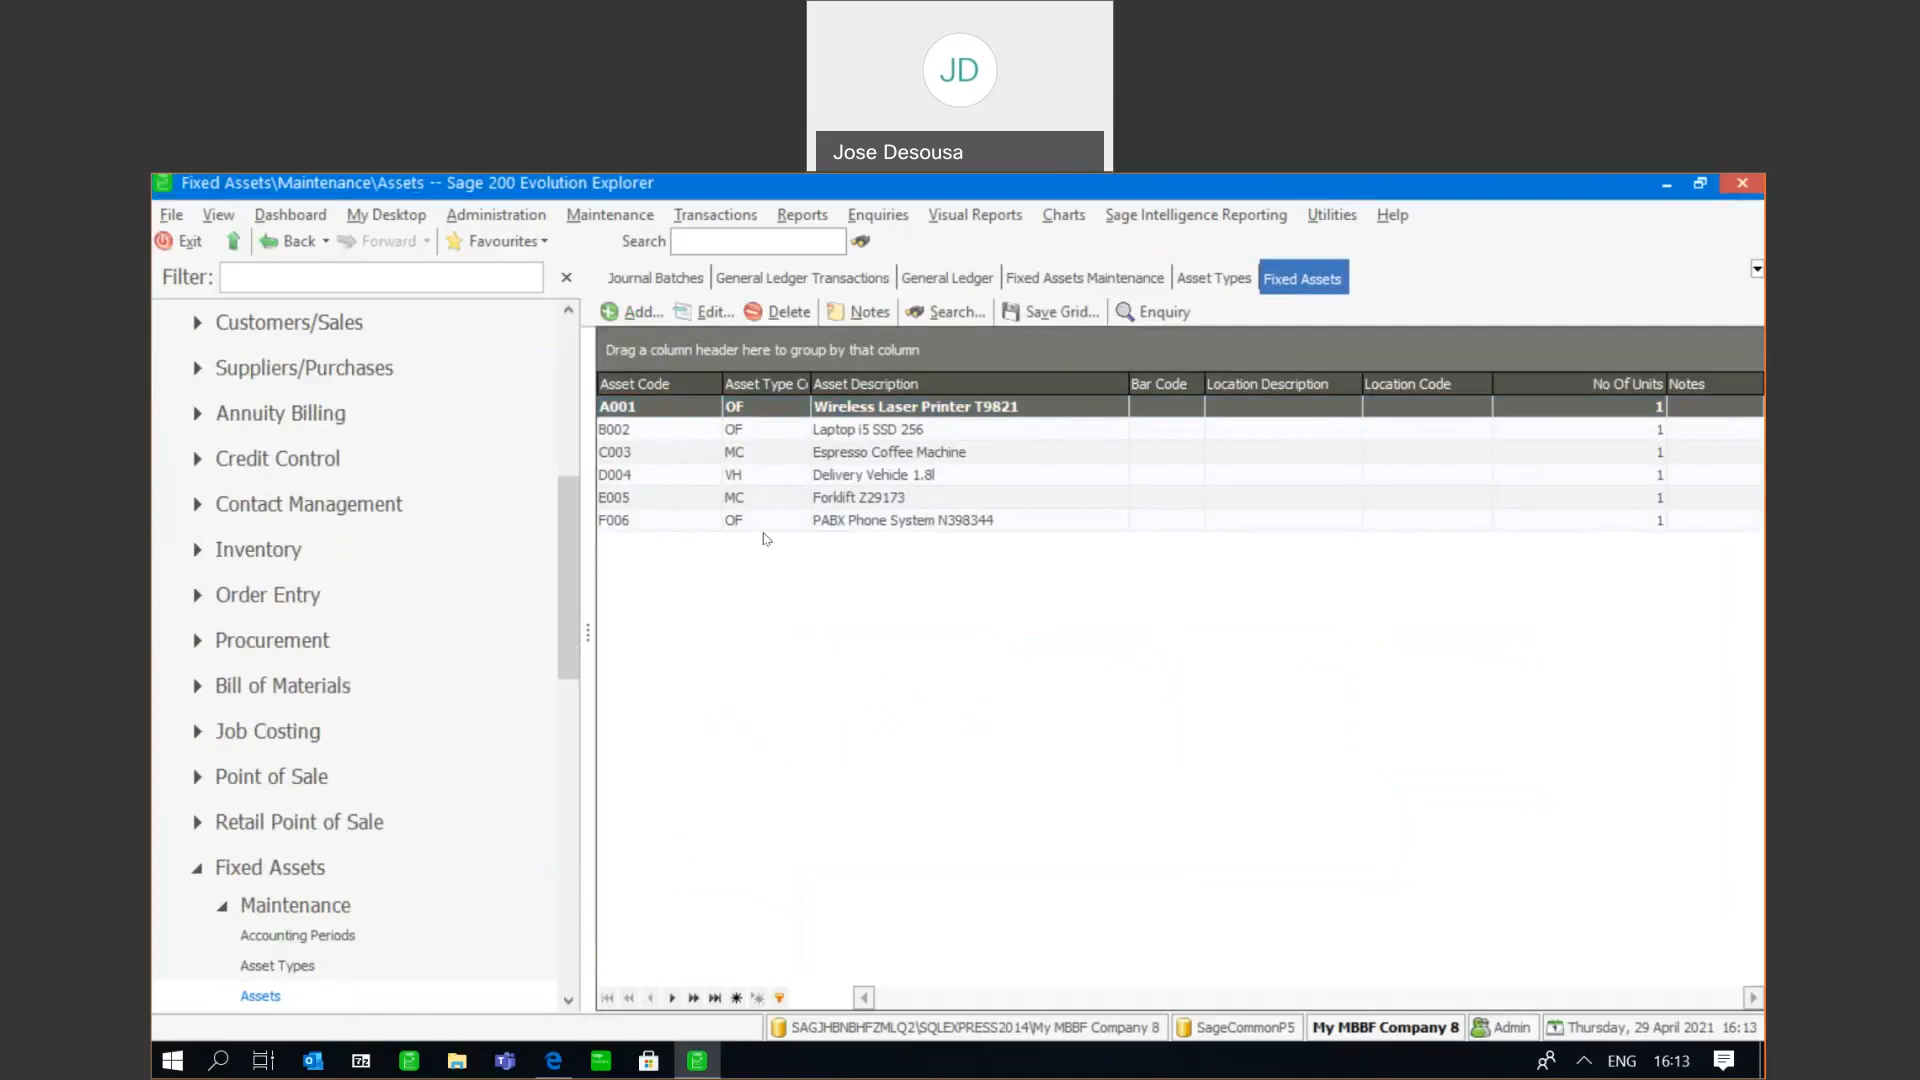 JD
Jose Desousa
Fixed Assets\Maintenance\Assets -- Sage 200 Evolution Explorer
File View Dashboard My Desktop Administration Maintenance Transactions Reports Enquiries Visual Reports Charts Sage Intelligence Reporting Utilities Help
Exit Back Forward Favourites Search
Filter:
Journal Batches General Ledger Transactions General Ledger Fixed Assets Maintenance Asset Types Fixed Assets
Add... Edit... Delete Notes Search... Save Grid... Enquiry
Drag a column header here to group by that column
Asset Code Asset Type C Asset Description Bar Code Location Description Location Code No Of Units Notes
A001 OF Wireless Laser Printer T9821 1
B002 OF Laptop i5 SSD 256 1
C003 MC Espresso Coffee Machine 1
D004 VH Delivery Vehicle 1.8l 1
E005 MC Forklift Z29173 1
F006 OF PABX Phone System N398344 1
Customers/Sales
Suppliers/Purchases
Annuity Billing
Credit Control
Contact Management
Inventory
Order Entry
Procurement
Bill of Materials
Job Costing
Point of Sale
Retail Point of Sale
Fixed Assets
Maintenance
Accounting Periods
Asset Types
Assets
SAGJHBNBHFZMLQ2\SQLEXPRESS2014\My MBBF Company 8 SageCommonP5 My MBBF Company 8 Admin Thursday, 29 April 2021 16:13
ENG 16:13